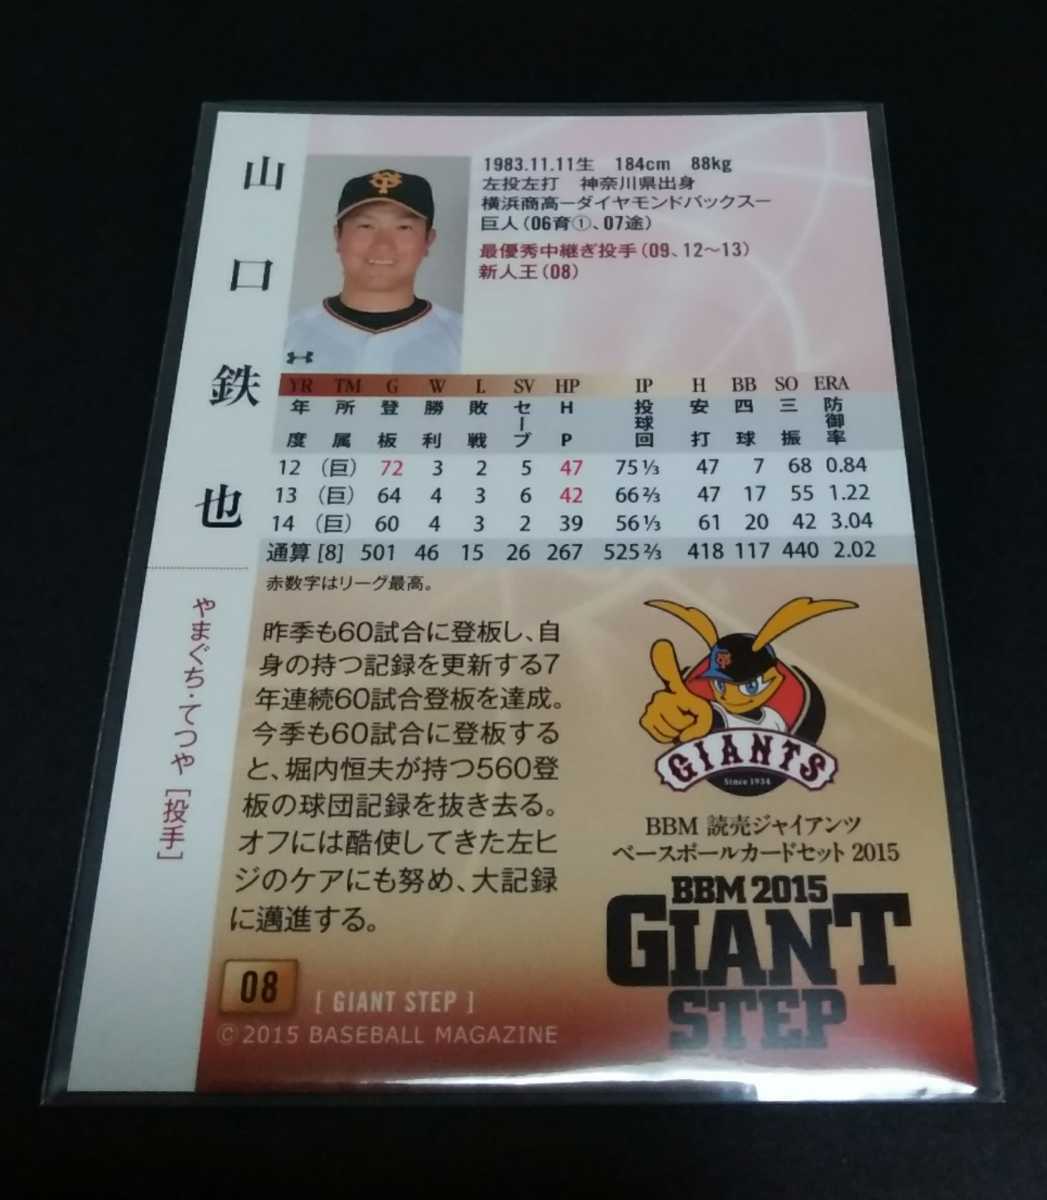 山口鉄也
やまぐち・てつや［投手］
1983.11.11生 184cm 88kg
左投左打 神奈川県出身
横浜商高ーダイヤモンドバックスー
巨人(06育①、07途)
最優秀中継ぎ投手(09、12〜13)
新人王(08)
YR TM G W L SV HP IP H BB SO ERA
年度 所属 登板 勝利 敗戦 セーブ HP 投球回 安打 四球 三振 防御率
12 (巨) 72 3 2 5 47 75 1/3 47 7 68 0.84
13 (巨) 64 4 3 6 42 66 2/3 47 17 55 1.22
14 (巨) 60 4 3 2 39 56 1/3 61 20 42 3.04
通算 [8] 501 46 15 26 267 525 2/3 418 117 440 2.02
赤数字はリーグ最高。
昨季も60試合に登板し、自
身の持つ記録を更新する7
年連続60試合登板を達成。
今季も60試合に登板する
と、堀内恒夫が持つ560登
板の球団記録を抜き去る。
オフには酷使してきた左ヒ
ジのケアにも努め、大記録
に邁進する。
GIANTS
Since 1934
BBM 読売ジャイアンツ
ベースボールカードセット 2015
BBM 2015
GIANT
STEP
08
[ GIANT STEP ]
©2015 BASEBALL MAGAZINE